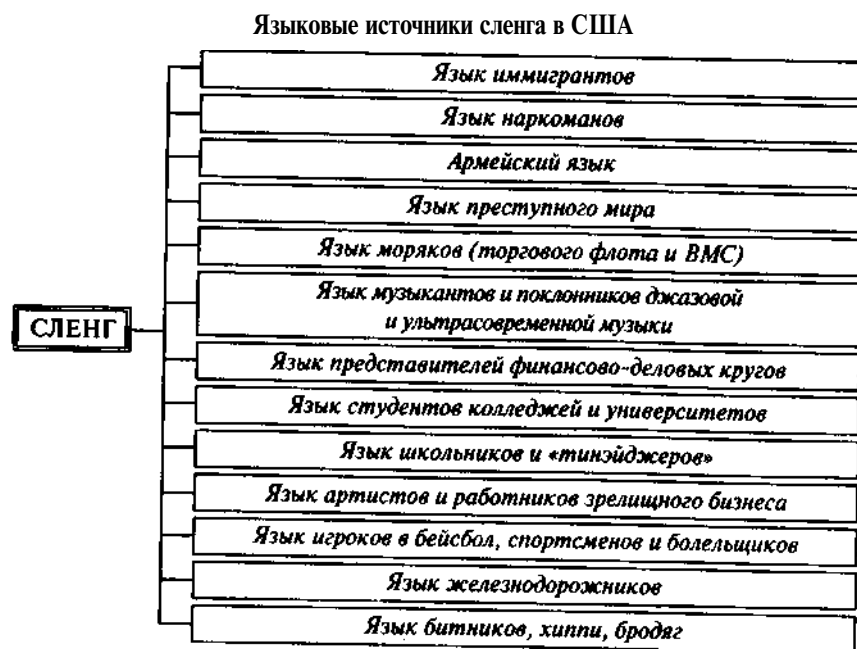 Языковые источники сленга в США
Язык иммигрантов
Язык наркоманов
Армейский язык
Язык преступного мира
Язык моряков (торгового флота и ВМС)
Язык музыкантов и поклонников джазовой
и ультрасовременной музыки
СЛЕНГ
Язык представителей финансово-деловых кругов
Язык студентов колледжей и университетов
Язык школьников и «тинэйджеров»
Язык артистов и работников зрелищного бизнеса
Язык игроков в бейсбол, спортсменов и болельщиков
Язык железнодорожников
Язык битников, хиппи, бродяг